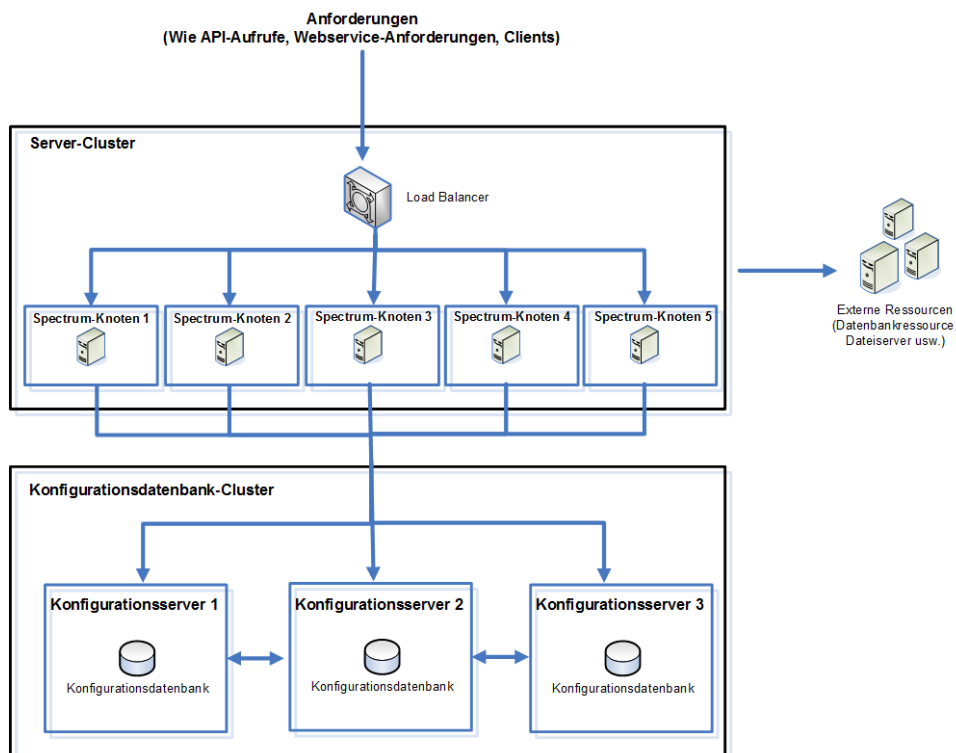 Anforderungen
(Wie API-Aufrufe, Webservice-Anforderungen, Clients)
Server-Cluster
Load Balancer
Spectrum-Knoten 1
Spectrum-Knoten 2
Spectrum-Knoten 3
Spectrum-Knoten 4
Spectrum-Knoten 5
Externe Ressourcen
(Datenbankressource,
Dateiserver usw.)
Konfigurationsdatenbank-Cluster
Konfigurationsserver 1
Konfigurationsdatenbank
Konfigurationsserver 2
Konfigurationsdatenbank
Konfigurationsserver 3
Konfigurationsdatenbank